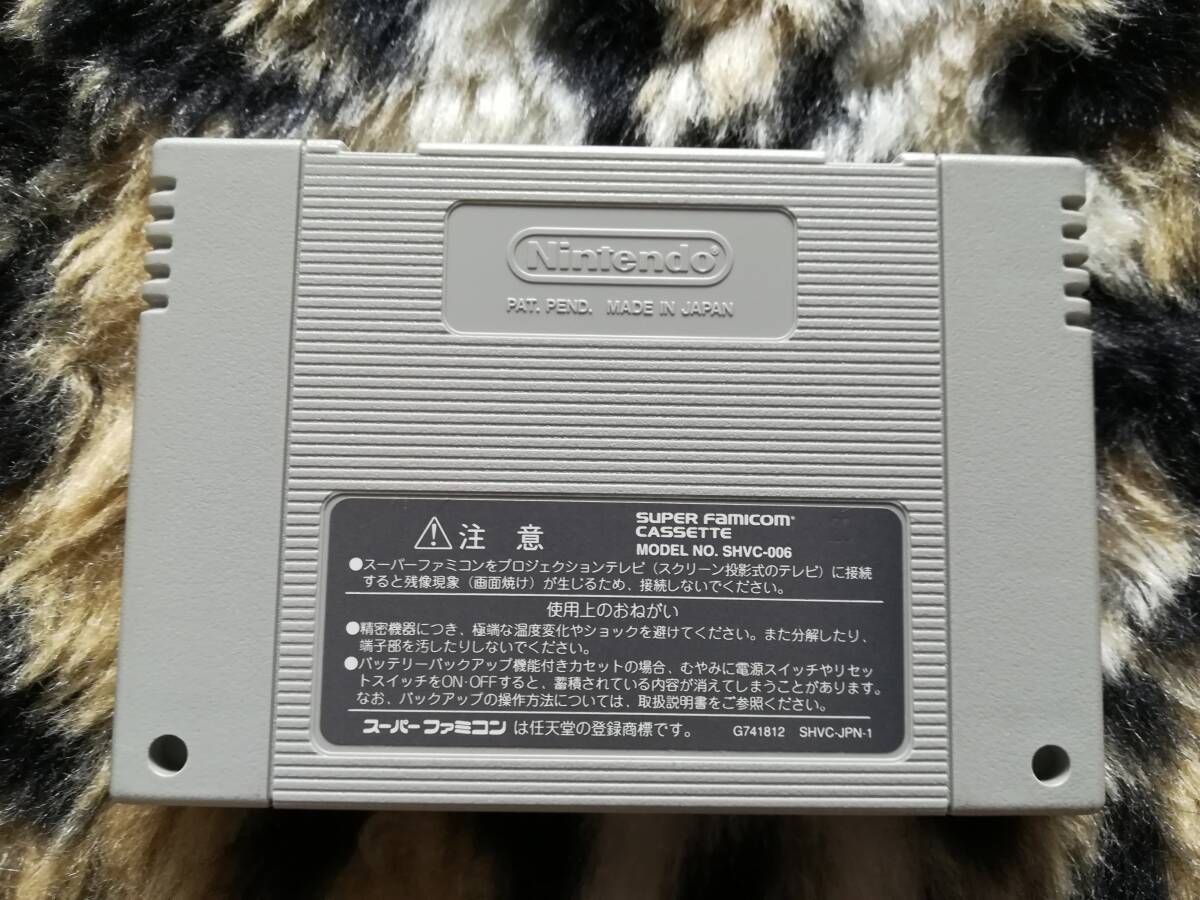 Nintendo®
PAT. PEND. MADE IN JAPAN
⚠注 意
SUPER Famicom®
CASSETTE
MODEL NO. SHVC-006
●スーパーファミコンをプロジェクションテレビ(スクリーン投影式のテレビ)に接続
すると残像現象(画面焼け)が生じるため、接続しないでください。
使用上のおねがい
●精密機器につき、極端な温度変化やショックを避けてください。また分解したり、
端子部を汚したりしないでください。
●バッテリーバックアップ機能付きカセットの場合、むやみに電源スイッチやリセッ
トスイッチをON・OFFすると、蓄積されている内容が消えてしまうことがあります。
なお、バックアップの操作方法については、取扱説明書をご参照ください。
スーパーファミコン は任天堂の登録商標です。 G741812 SHVC-JPN-1